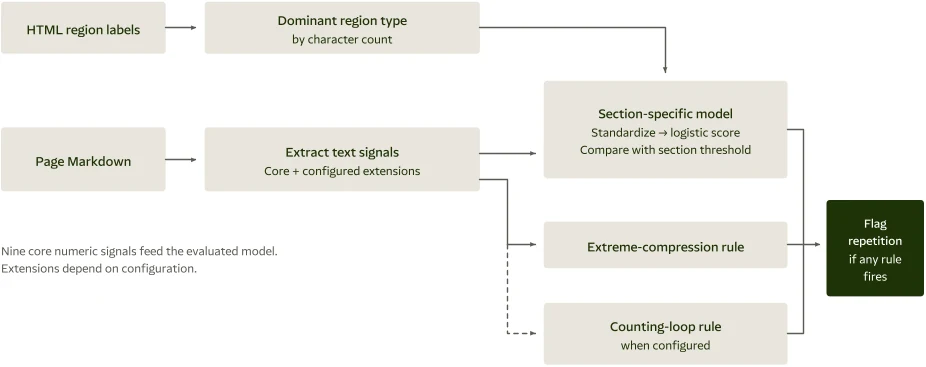 HTML region labels
Dominant region type
by character count
Section-specific model
Standardize → logistic score
Compare with section threshold
Page Markdown
Extract text signals
Core + configured extensions
Nine core numeric signals feed the evaluated model.
Extensions depend on configuration.
Extreme-compression rule
Counting-loop rule
when configured
Flag
repetition
if any rule
fires